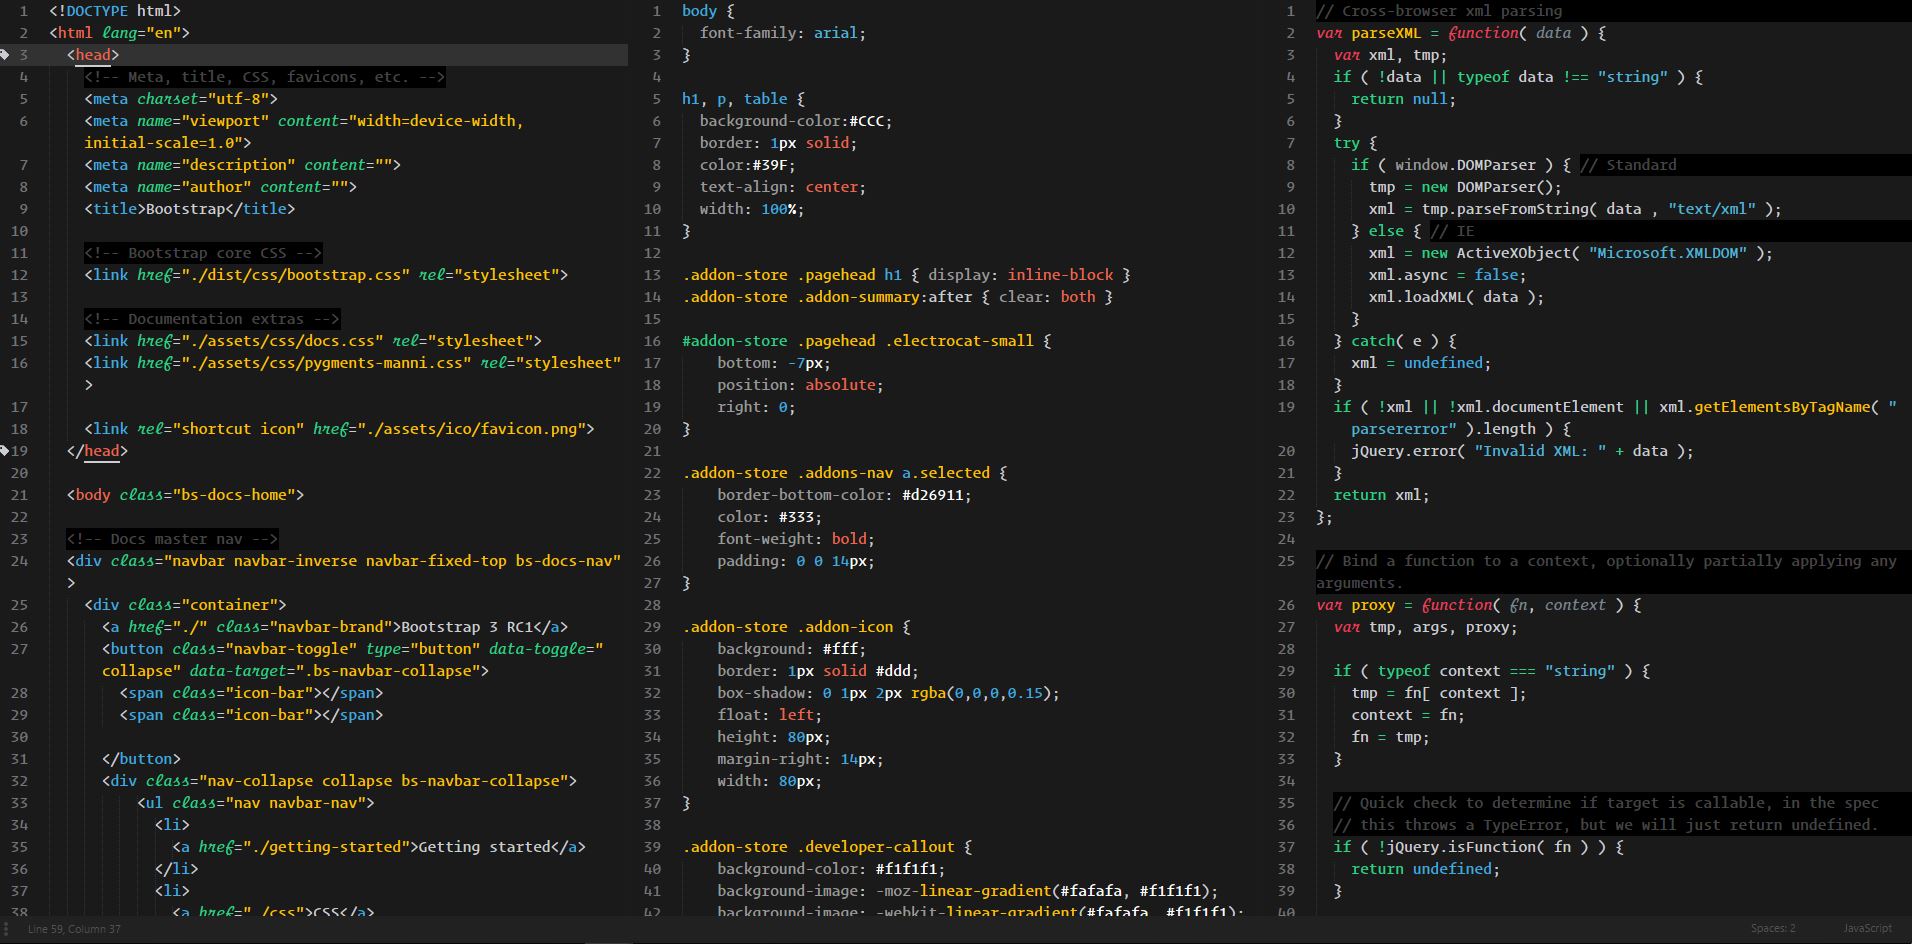 1 <!DOCTYPE html>
2 <html lang="en">
3 <head>
4 <!-- Meta, title, CSS, favicons, etc. -->
5 <meta charset="utf-8">
6 <meta name="viewport" content="width=device-width,
initial-scale=1.0">
7 <meta name="description" content="">
8 <meta name="author" content="">
9 <title>Bootstrap</title>
10
11 <!-- Bootstrap core CSS -->
12 <link href="./dist/css/bootstrap.css" rel="stylesheet">
13
14 <!-- Documentation extras -->
15 <link href="./assets/css/docs.css" rel="stylesheet">
16 <link href="./assets/css/pygments-manni.css" rel="stylesheet"
>
17
18 <link rel="shortcut icon" href="./assets/ico/favicon.png">
19 </head>
20
21 <body class="bs-docs-home">
22
23 <!-- Docs master nav -->
24 <div class="navbar navbar-inverse navbar-fixed-top bs-docs-nav"
>
25 <div class="container">
26 <a href="./" class="navbar-brand">Bootstrap 3 RC1</a>
27 <button class="navbar-toggle" type="button" data-toggle="
collapse" data-target=".bs-navbar-collapse">
28 <span class="icon-bar"></span>
29 <span class="icon-bar"></span>
30
31 </button>
32 <div class="nav-collapse collapse bs-navbar-collapse">
33 <ul class="nav navbar-nav">
34 <li>
35 <a href="./getting-started">Getting started</a>
36 </li>
37 <li>
38 <a href="./css">CSS</a>
1 body {
2 font-family: arial;
3 }
4
5 h1, p, table {
6 background-color:#CCC;
7 border: 1px solid;
8 color:#39F;
9 text-align: center;
10 width: 100%;
11 }
12
13 .addon-store .pagehead h1 { display: inline-block }
14 .addon-store .addon-summary:after { clear: both }
15
16 #addon-store .pagehead .electrocat-small {
17 bottom: -7px;
18 position: absolute;
19 right: 0;
20 }
21
22 .addon-store .addons-nav a.selected {
23 border-bottom-color: #d26911;
24 color: #333;
25 font-weight: bold;
26 padding: 0 0 14px;
27 }
28
29 .addon-store .addon-icon {
30 background: #fff;
31 border: 1px solid #ddd;
32 box-shadow: 0 1px 2px rgba(0,0,0,0.15);
33 float: left;
34 height: 80px;
35 margin-right: 14px;
36 width: 80px;
37 }
38
39 .addon-store .developer-callout {
40 background-color: #f1f1f1;
41 background-image: -moz-linear-gradient(#fafafa, #f1f1f1);
42 background-image: -webkit-linear-gradient(#fafafa, #f1f1f1);
1 // Cross-browser xml parsing
2 var parseXML = function( data ) {
3 var xml, tmp;
4 if ( !data || typeof data !== "string" ) {
5 return null;
6 }
7 try {
8 if ( window.DOMParser ) { // Standard
9 tmp = new DOMParser();
10 xml = tmp.parseFromString( data , "text/xml" );
11 } else { // IE
12 xml = new ActiveXObject( "Microsoft.XMLDOM" );
13 xml.async = false;
14 xml.loadXML( data );
15 }
16 } catch( e ) {
17 xml = undefined;
18 }
19 if ( !xml || !xml.documentElement || xml.getElementsByTagName( "
parsererror" ).length ) {
20 jQuery.error( "Invalid XML: " + data );
21 }
22 return xml;
23 };
24
25 // Bind a function to a context, optionally partially applying any
arguments.
26 var proxy = function( fn, context ) {
27 var tmp, args, proxy;
28
29 if ( typeof context === "string" ) {
30 tmp = fn[ context ];
31 context = fn;
32 fn = tmp;
33 }
34
35 // Quick check to determine if target is callable, in the spec
36 // this throws a TypeError, but we will just return undefined.
37 if ( !jQuery.isFunction( fn ) ) {
38 return undefined;
39 }
40
Line 59, Column 37
Spaces: 2
JavaScript